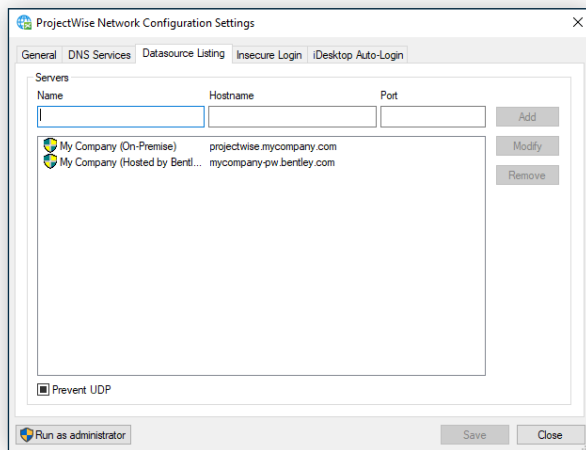 ProjectWise Network Configuration Settings
General DNS Services Datasource Listing Insecure Login iDesktop Auto-Login
Servers
Name Hostname Port
Add
My Company (On-Premise) projectwise.mycompany.com
Modify
My Company (Hosted by Bentl... mycompany-pw.bentley.com
Remove
Prevent UDP
Run as administrator Save Close